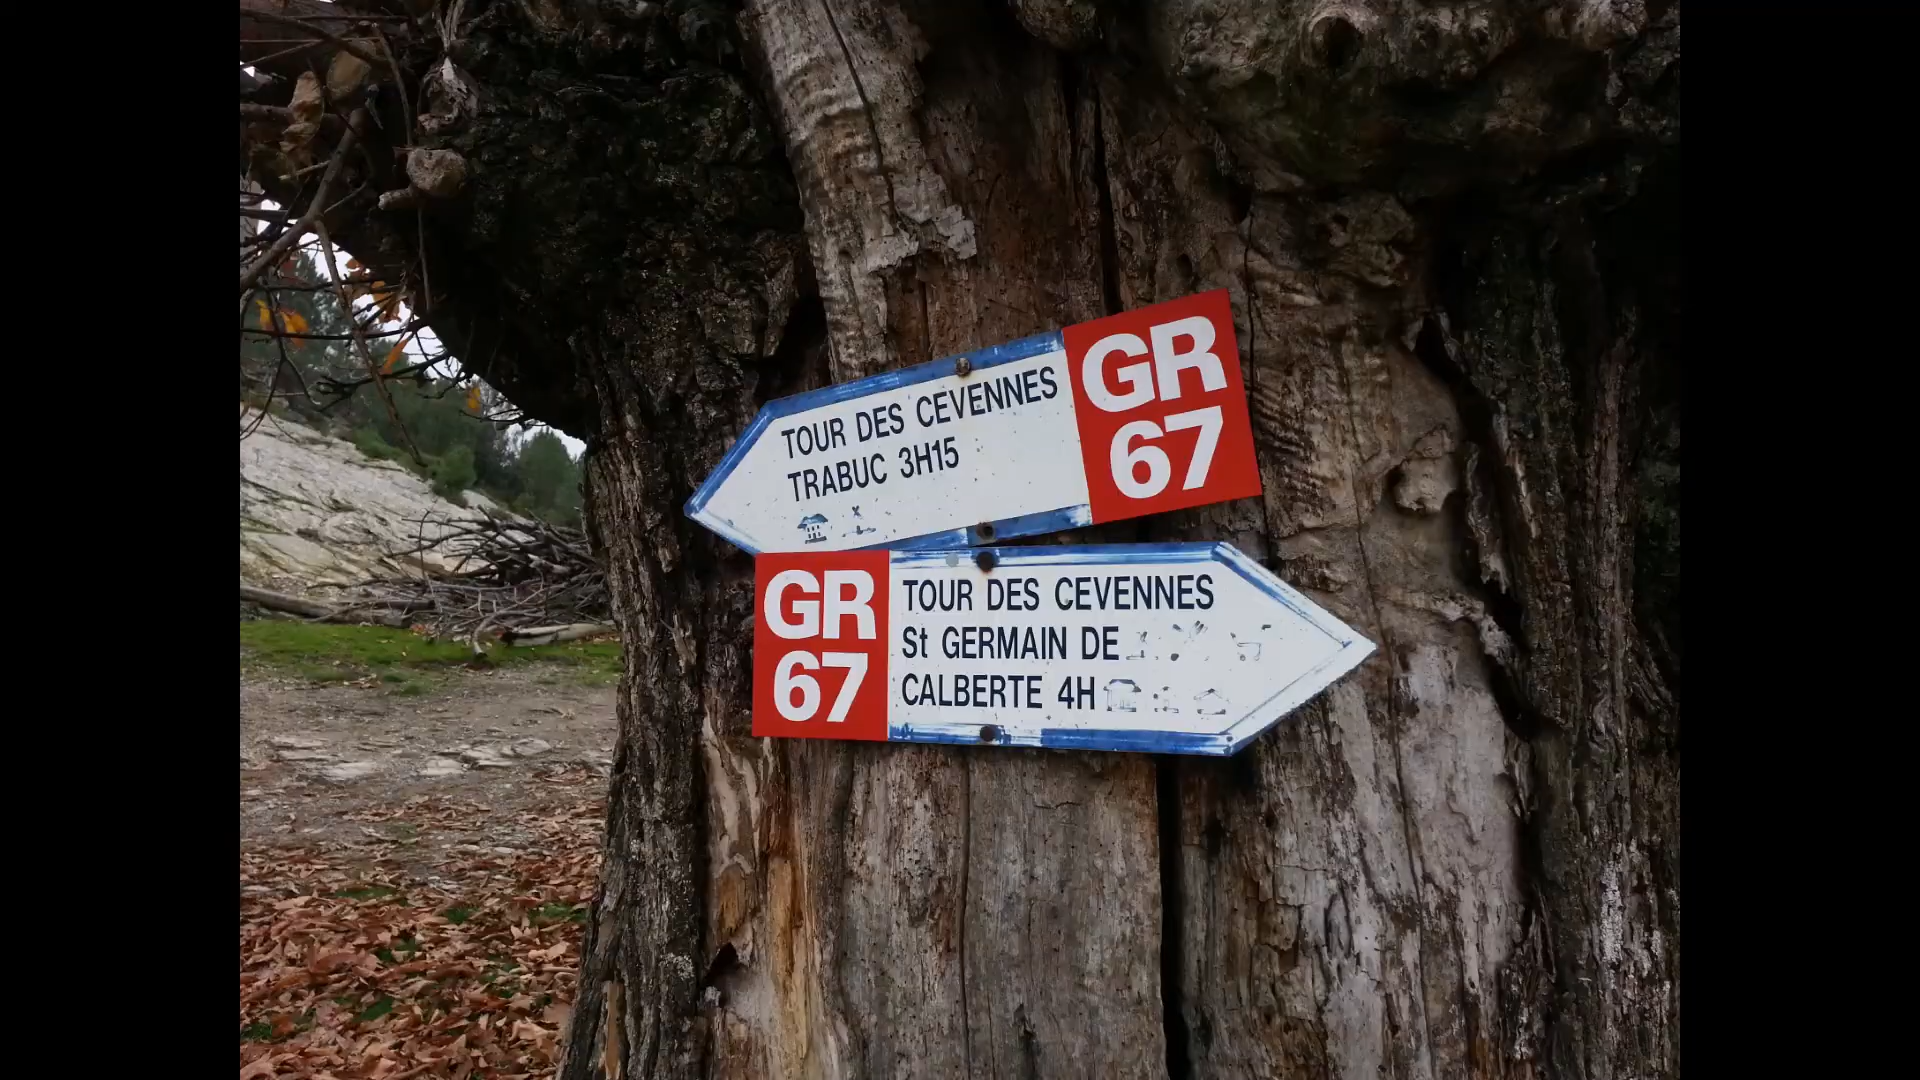 TOUR DES CEVENNES
TRABUC 3H15
GR
67
GR
67
TOUR DES CEVENNES
St GERMAIN DE
CALBERTE 4H